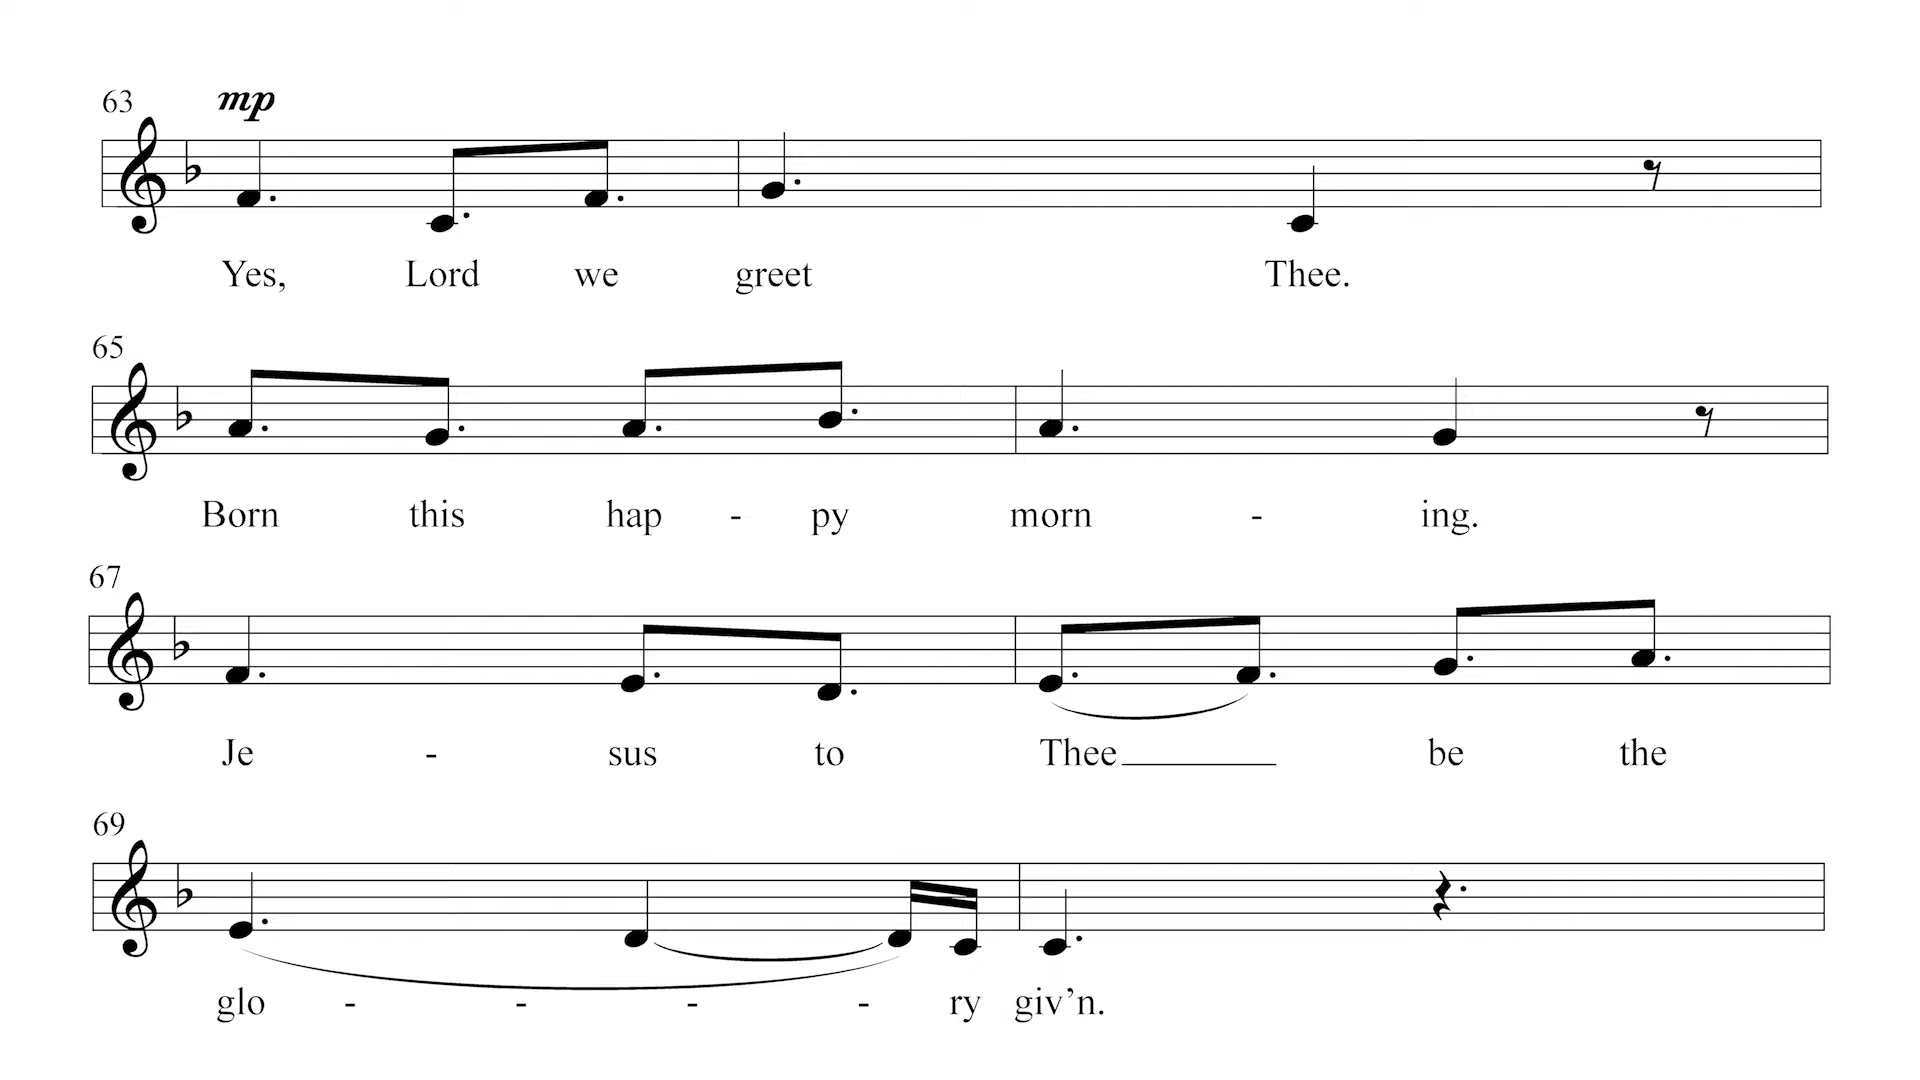 63 mp
Yes, Lord we greet Thee.
65
Born this hap - py morn - ing.
67
Je - sus to Thee be the
69
glo - - - - ry giv’n.